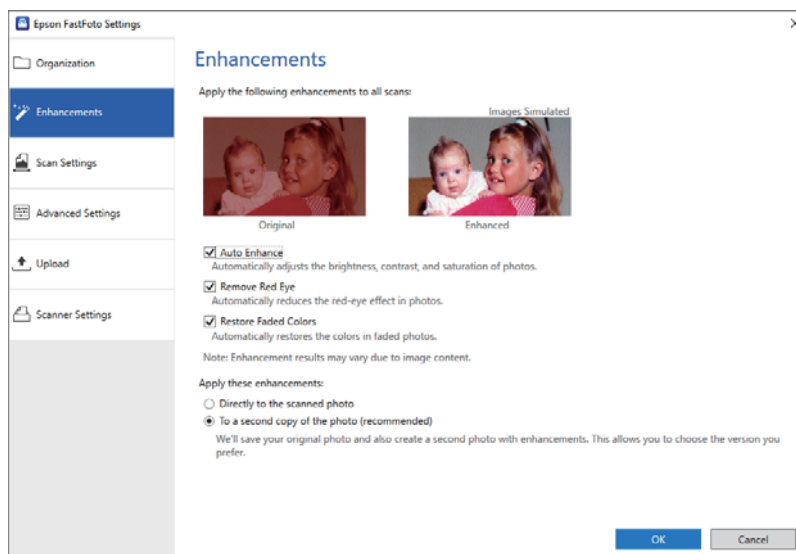 Epson FastFoto Settings
Organization
Enhancements
Scan Settings
Advanced Settings
Upload
Scanner Settings
Enhancements
Apply the following enhancements to all scans:
Images Simulated
Original
Enhanced
Auto Enhance
Automatically adjusts the brightness, contrast, and saturation of photos.
Remove Red Eye
Automatically reduces the red-eye effect in photos.
Restore Faded Colors
Automatically restores the colors in faded photos.
Note: Enhancement results may vary due to image content.
Apply these enhancements:
Directly to the scanned photo
To a second copy of the photo (recommended)
We'll save your original photo and also create a second photo with enhancements. This allows you to choose the version you
prefer.
OK
Cancel